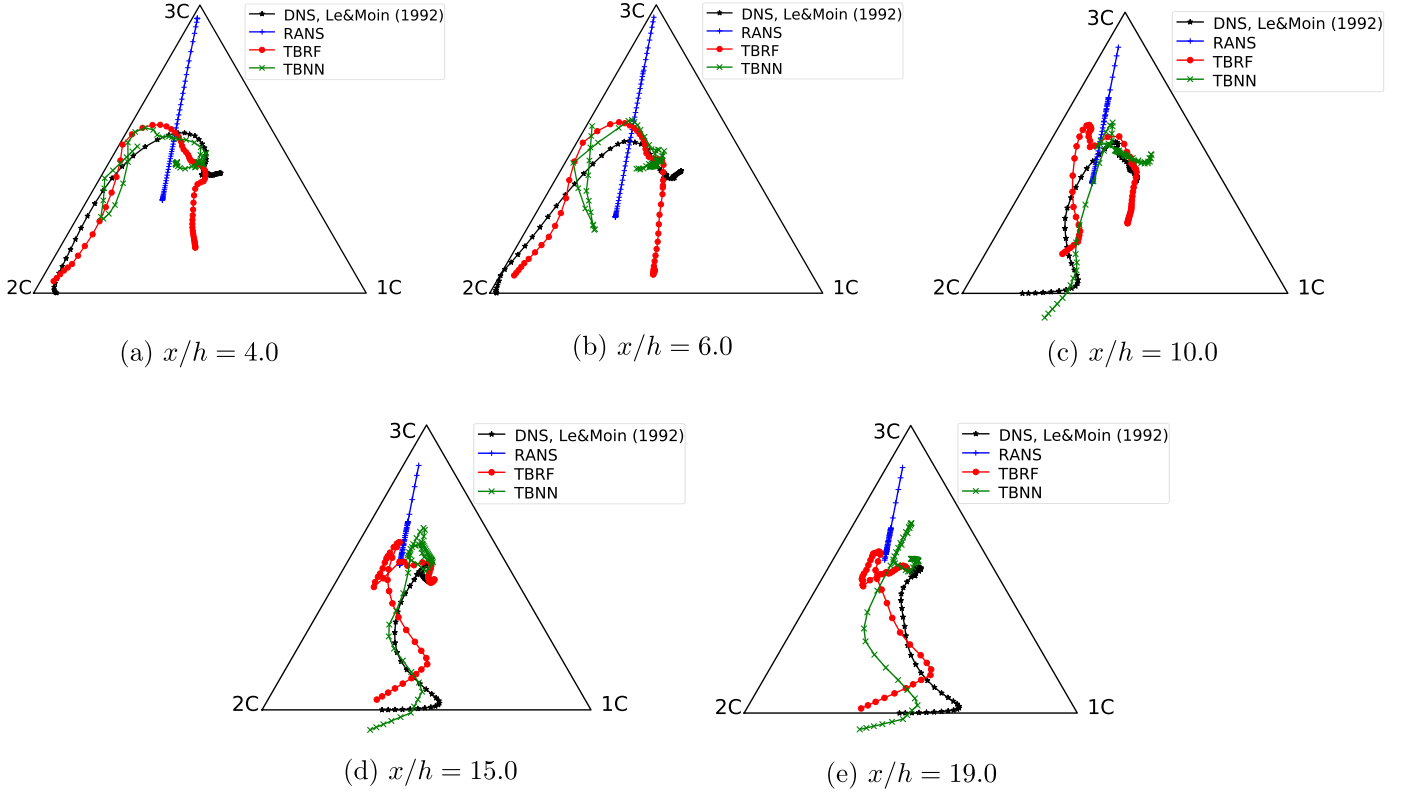 3C
DNS, Le&Moin (1992)
RANS
TBRF
TBNN
2C
1C
(a) x/h = 4.0
3C
DNS, Le&Moin (1992)
RANS
TBRF
TBNN
2C
1C
(b) x/h = 6.0
3C
DNS, Le&Moin (1992)
RANS
TBRF
TBNN
2C
1C
(c) x/h = 10.0
3C
DNS, Le&Moin (1992)
RANS
TBRF
TBNN
2C
1C
(d) x/h = 15.0
3C
DNS, Le&Moin (1992)
RANS
TBRF
TBNN
2C
1C
(e) x/h = 19.0